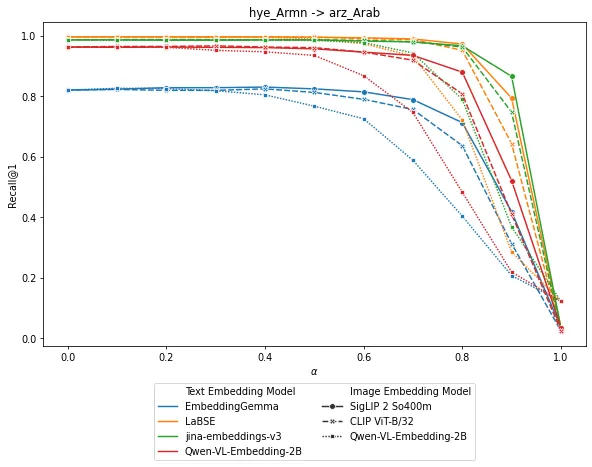 hye_Armn -> arz_Arab
Recall@1
1.0
0.8
0.6
0.4
0.2
0.0
0.0 0.2 0.4 0.6 0.8 1.0
α
Text Embedding Model
EmbeddingGemma
LaBSE
jina-embeddings-v3
Qwen-VL-Embedding-2B
Image Embedding Model
SigLIP 2 So400m
CLIP ViT-B/32
Qwen-VL-Embedding-2B